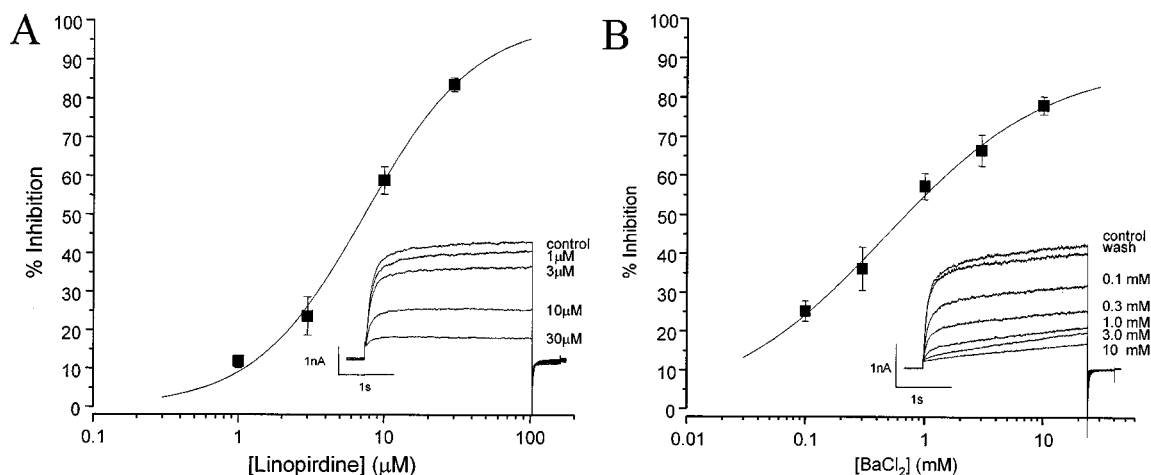 A
100
90
80
70
60
50
40
30
20
10
0
% Inhibition
control
1μM
3μM
10μM
30μM
1nA
1s
0.1
1
10
100
[Linopirdine] (μM)
B
100
90
80
70
60
50
40
30
20
10
0
% Inhibition
control
wash
0.1 mM
0.3 mM
1.0 mM
3.0 mM
10 mM
1nA
1s
0.01
0.1
1
10
[BaCl2] (mM)